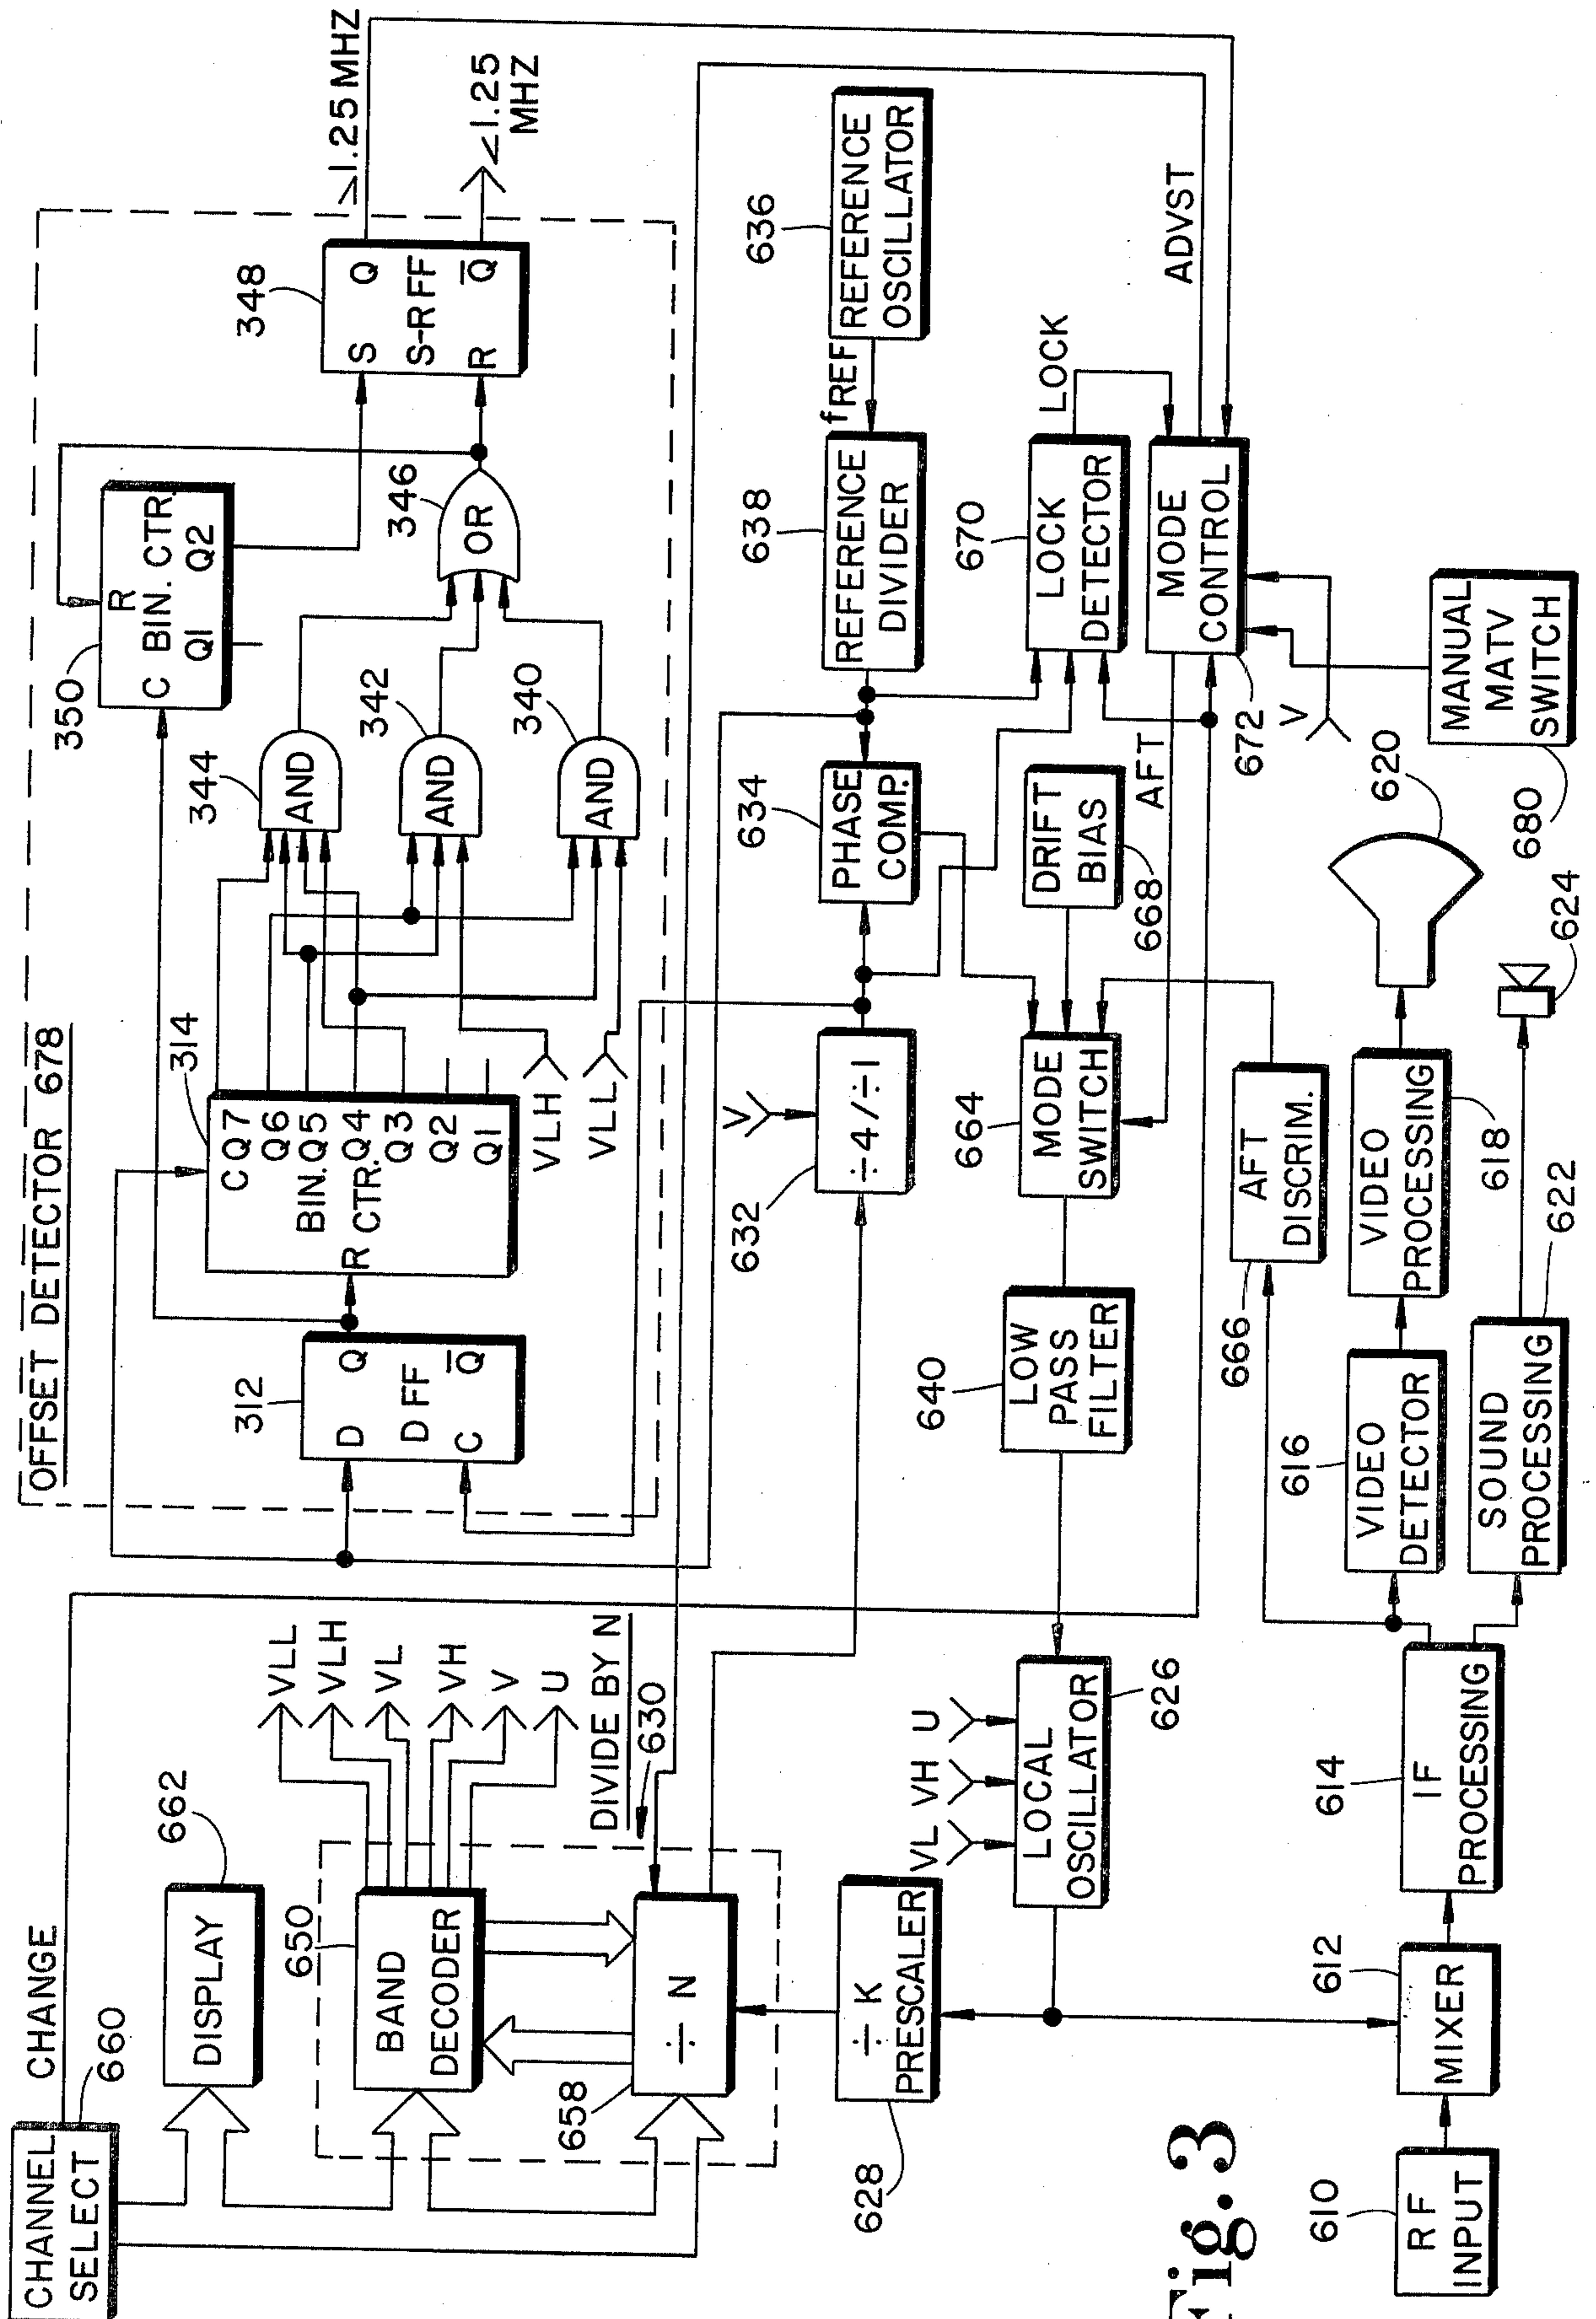 OFFSET DETECTOR 678
312
D Q
D FF
C Q
314
C Q7
Q6
BIN. Q5
R CTR. Q4
Q3
Q2
Q1
VLH
VLL
344
AND
342
AND
340
AND
350
R
C BIN. CTR.
Q1 Q2
346
OR
348
S Q
S-R FF
R Q
≥1.25 MHZ
<1.25
MHZ
CHANNEL
SELECT
660
CHANGE
DISPLAY
662
650
BAND
DECODER
VLL
VLH
VL
VH
V
U
DIVIDE BY N
630
658
÷ N
628
÷ K
PRESCALER
VL VH U
LOCAL
OSCILLATOR
626
640
LOW
PASS
FILTER
632
÷4/÷1
V
664
MODE
SWITCH
634
PHASE
COMP.
DRIFT
BIAS
668
AFT
638
REFERENCE
DIVIDER
fREF
636
REFERENCE
OSCILLATOR
670
LOCK
DETECTOR
LOCK
MODE
CONTROL
672
ADVST
V
MANUAL
MATV
SWITCH
680
666
AFT
DISCRIM.
610
RF
INPUT
612
MIXER
614
IF
PROCESSING
616
VIDEO
DETECTOR
VIDEO
PROCESSING
618
620
SOUND
PROCESSING
622
624
Fig. 3